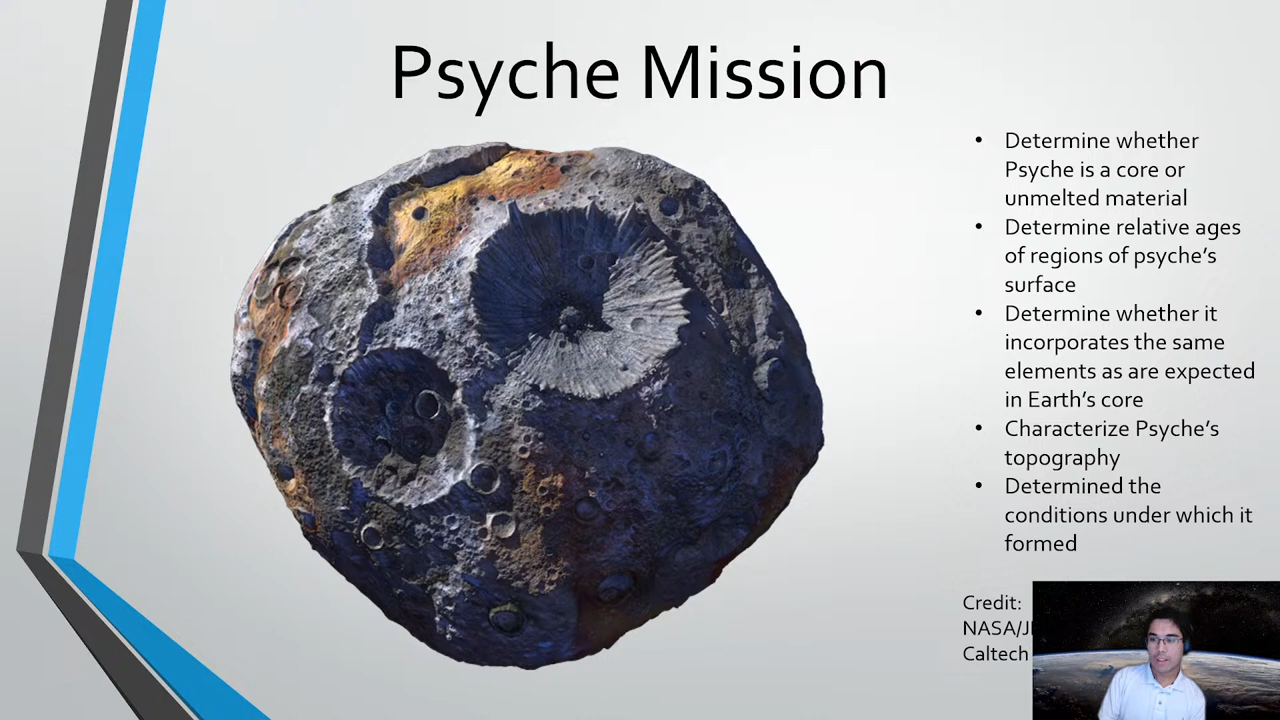 Psyche Mission
• Determine whether
Psyche is a core or
unmelted material
• Determine relative ages
of regions of psyche's
surface
• Determine whether it
incorporates the same
elements as are expected
in Earth's core
• Characterize Psyche's
topography
• Determined the
conditions under which it
formed
Credit:
NASA/J
Caltech